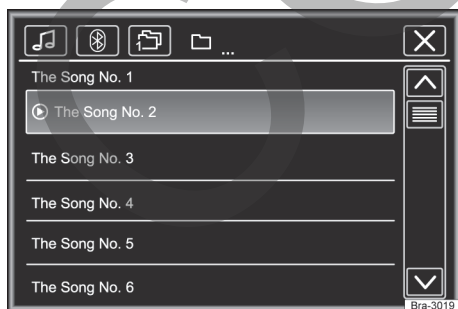 ...
The Song No. 1
The Song No. 2
The Song No. 3
The Song No. 4
The Song No. 5
The Song No. 6
Bra-3019